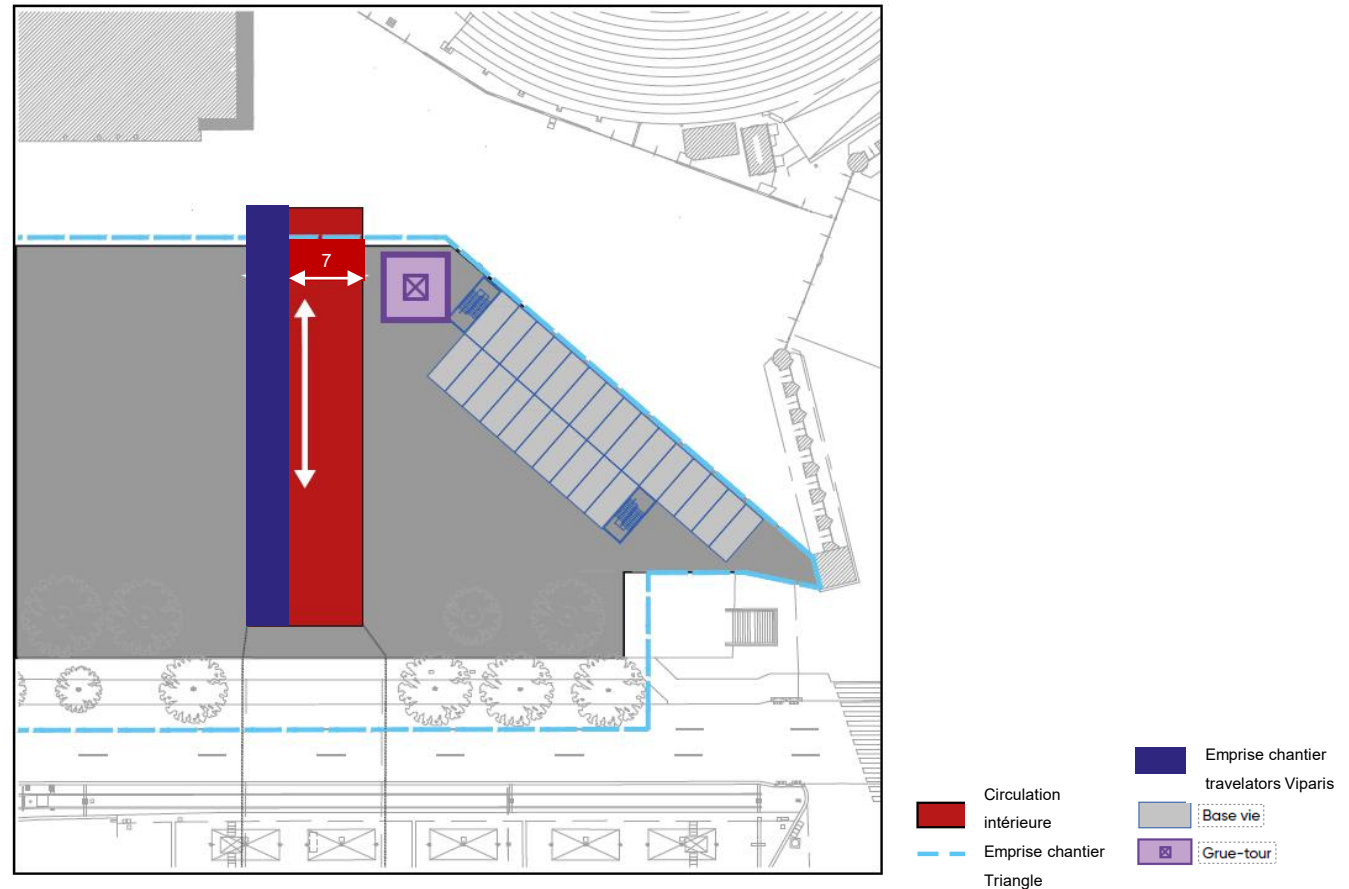 7
Emprise chantier
travelators Viparis
Circulation
intérieure
Base vie
Emprise chantier
Triangle
Grue-tour